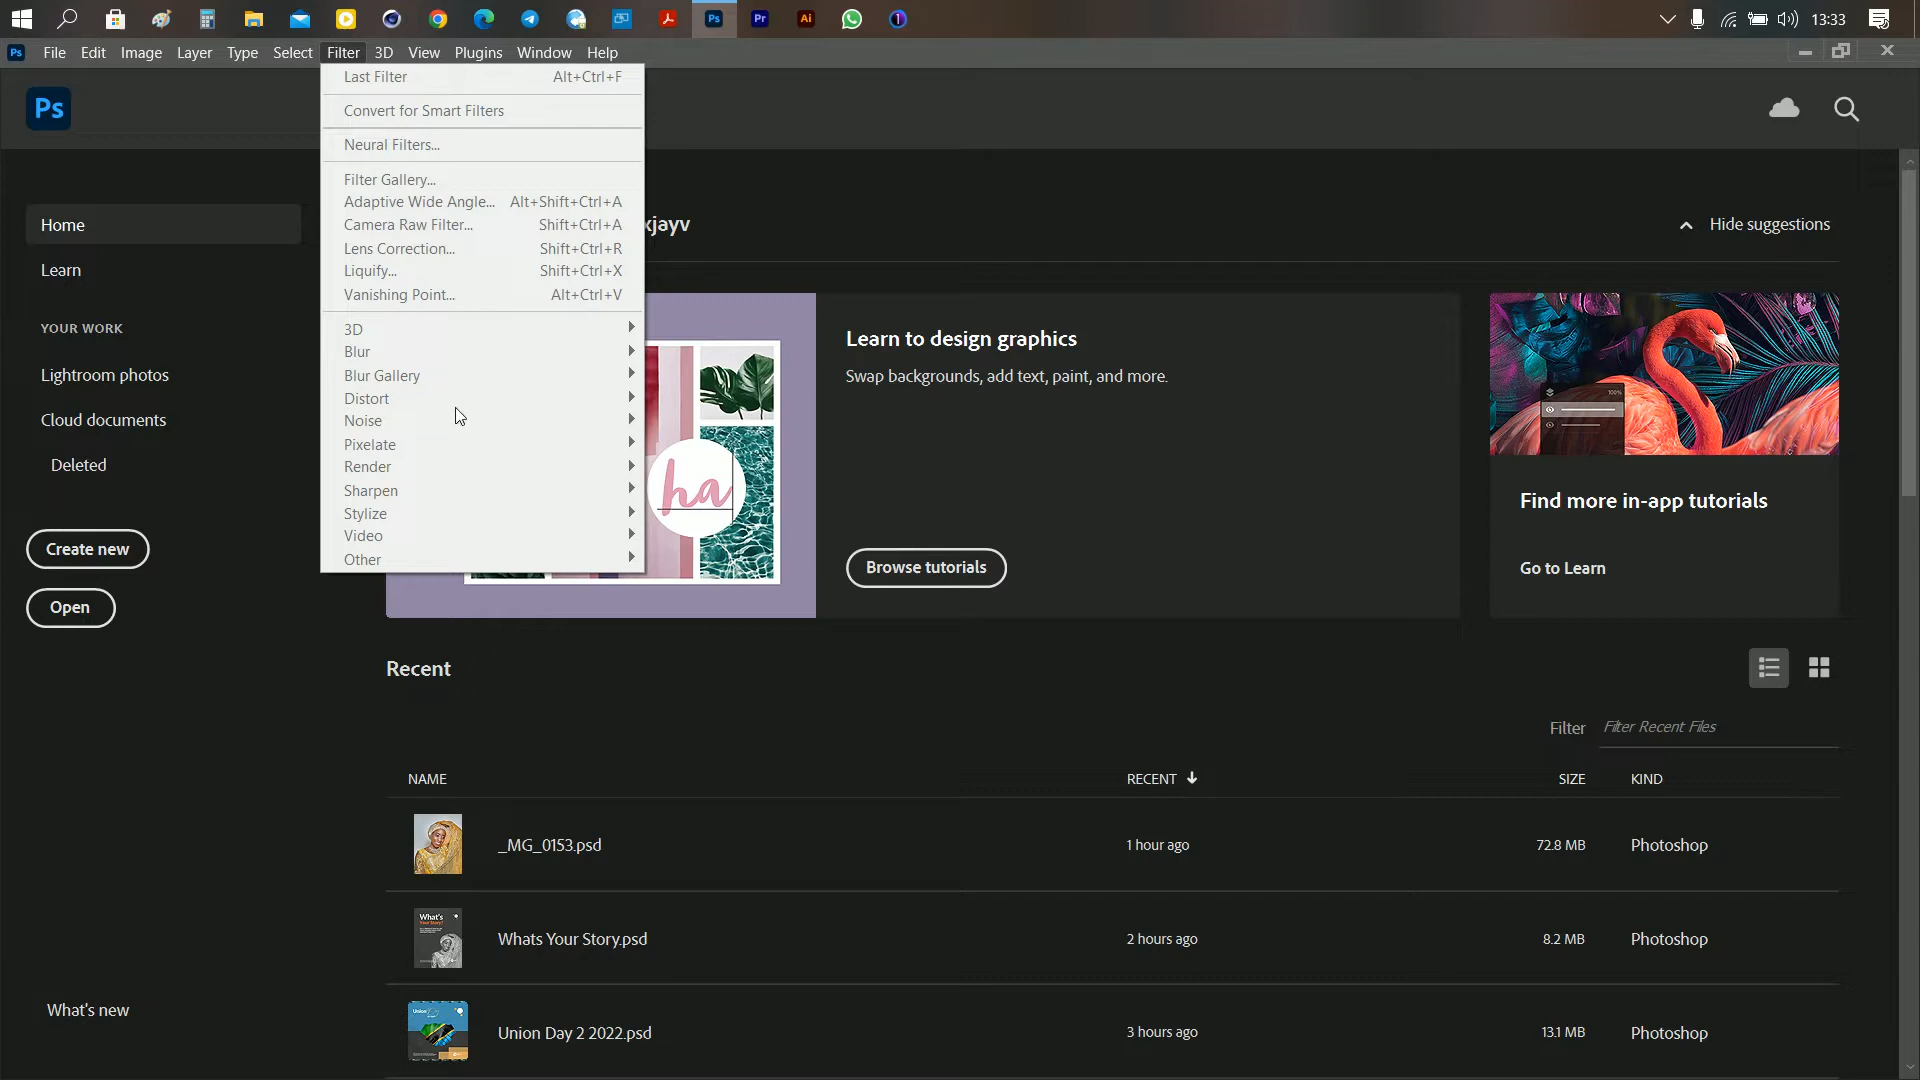 13:33
Ps File Edit Image Layer Type Select Filter 3D View Plugins Window Help
Last Filter Alt+Ctrl+F
Convert for Smart Filters
Neural Filters...
Filter Gallery...
Adaptive Wide Angle... Alt+Shift+Ctrl+A
Camera Raw Filter... Shift+Ctrl+A
Lens Correction... Shift+Ctrl+R
Liquify... Shift+Ctrl+X
Vanishing Point... Alt+Ctrl+V
3D
Blur
Blur Gallery
Distort
Noise
Pixelate
Render
Sharpen
Stylize
Video
Other
Ps
Home
Learn
YOUR WORK
Lightroom photos
Cloud documents
Deleted
Create new
Open
What's new
xjayv
Hide suggestions
ha
Learn to design graphics
Swap backgrounds, add text, paint, and more.
Browse tutorials
100%
Find more in-app tutorials
Go to Learn
Recent
Filter Filter Recent Files
NAME RECENT SIZE KIND
_MG_0153.psd 1 hour ago 72.8 MB Photoshop
What's
Whats Your Story.psd 2 hours ago 8.2 MB Photoshop
Union
Union Day 2 2022.psd 3 hours ago 13.1 MB Photoshop